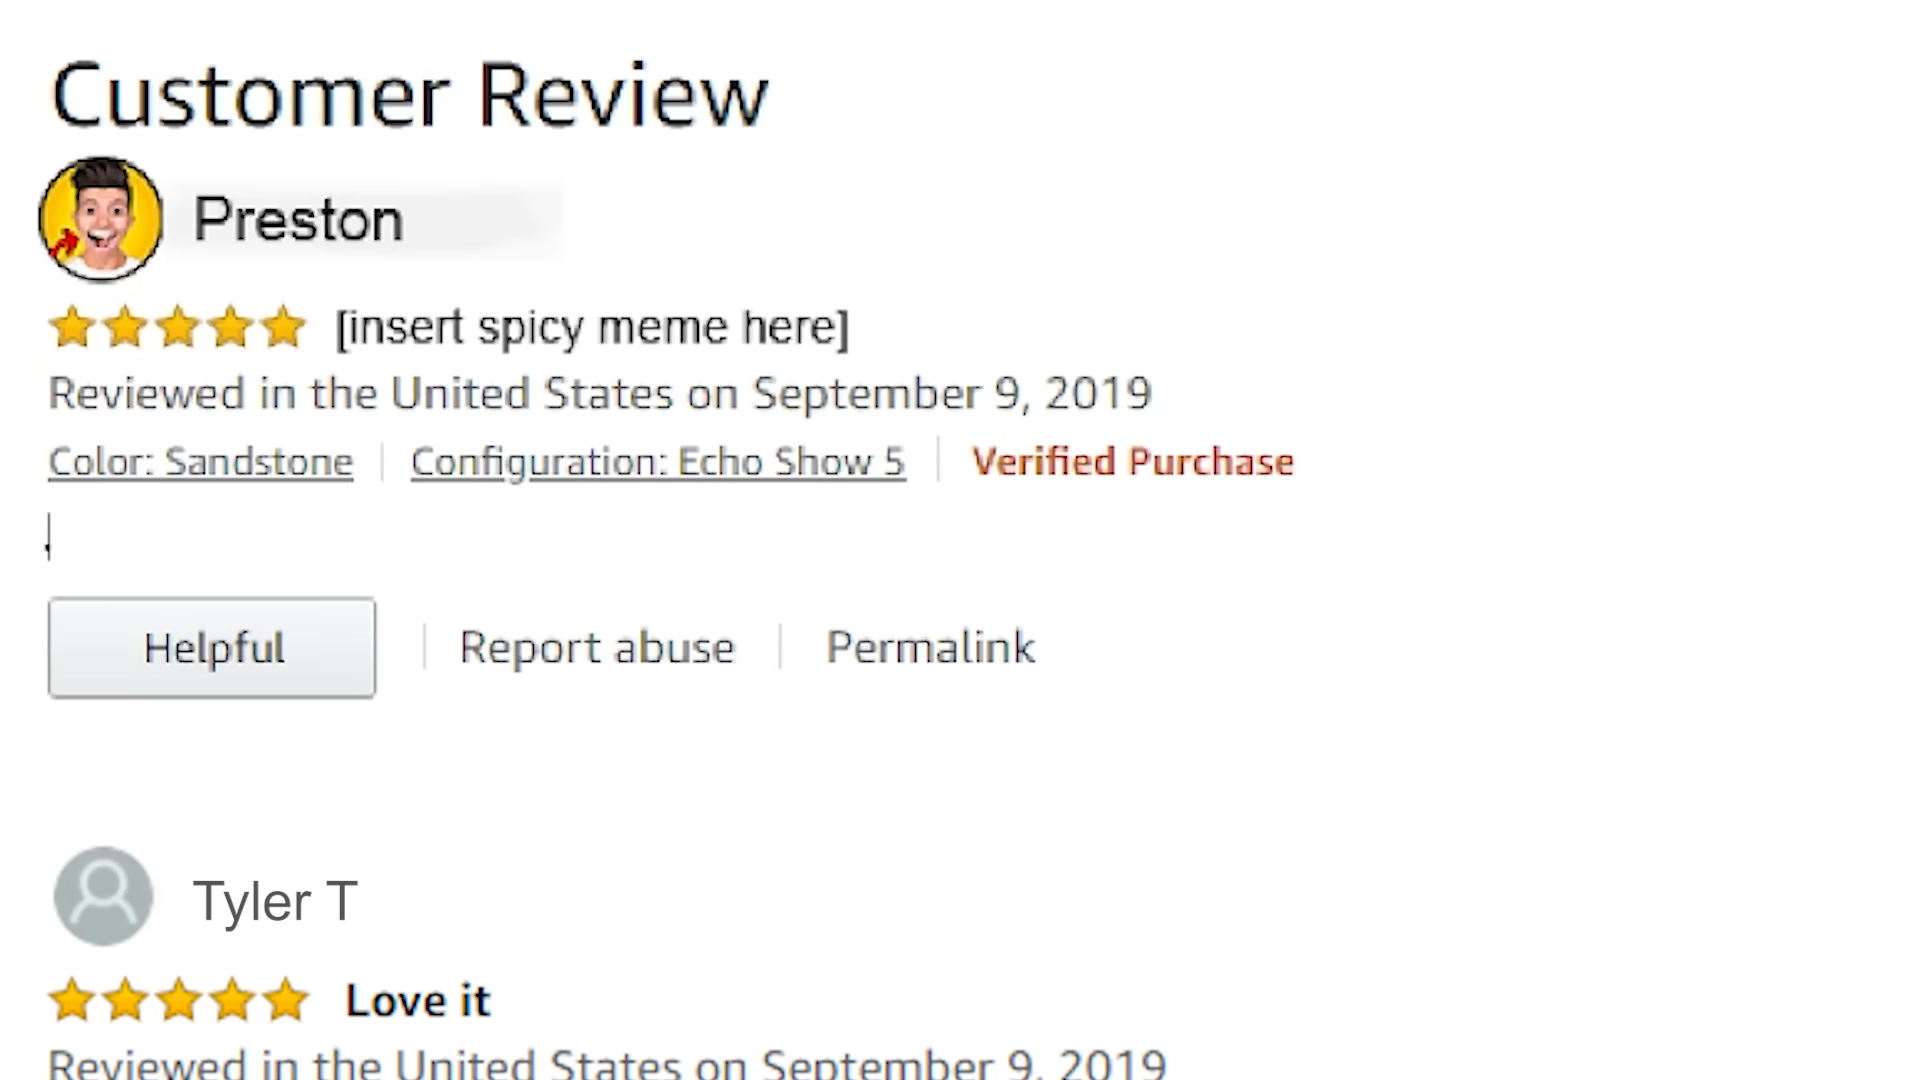 Customer Review
Preston
[insert spicy meme here]
Reviewed in the United States on September 9, 2019
Color: Sandstone | Configuration: Echo Show 5 | Verified Purchase
Helpful | Report abuse | Permalink
Tyler T
Love it
Reviewed in the United States on September 9, 2019